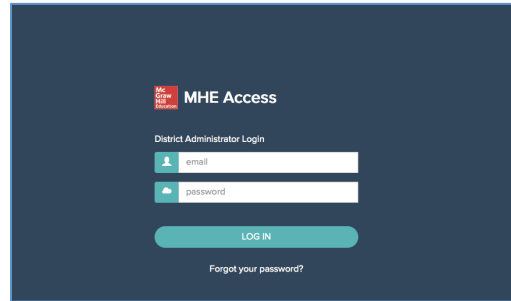 Mc
Graw
Hill
Education
MHE Access
District Administrator Login
email
password
LOG IN
Forgot your password?